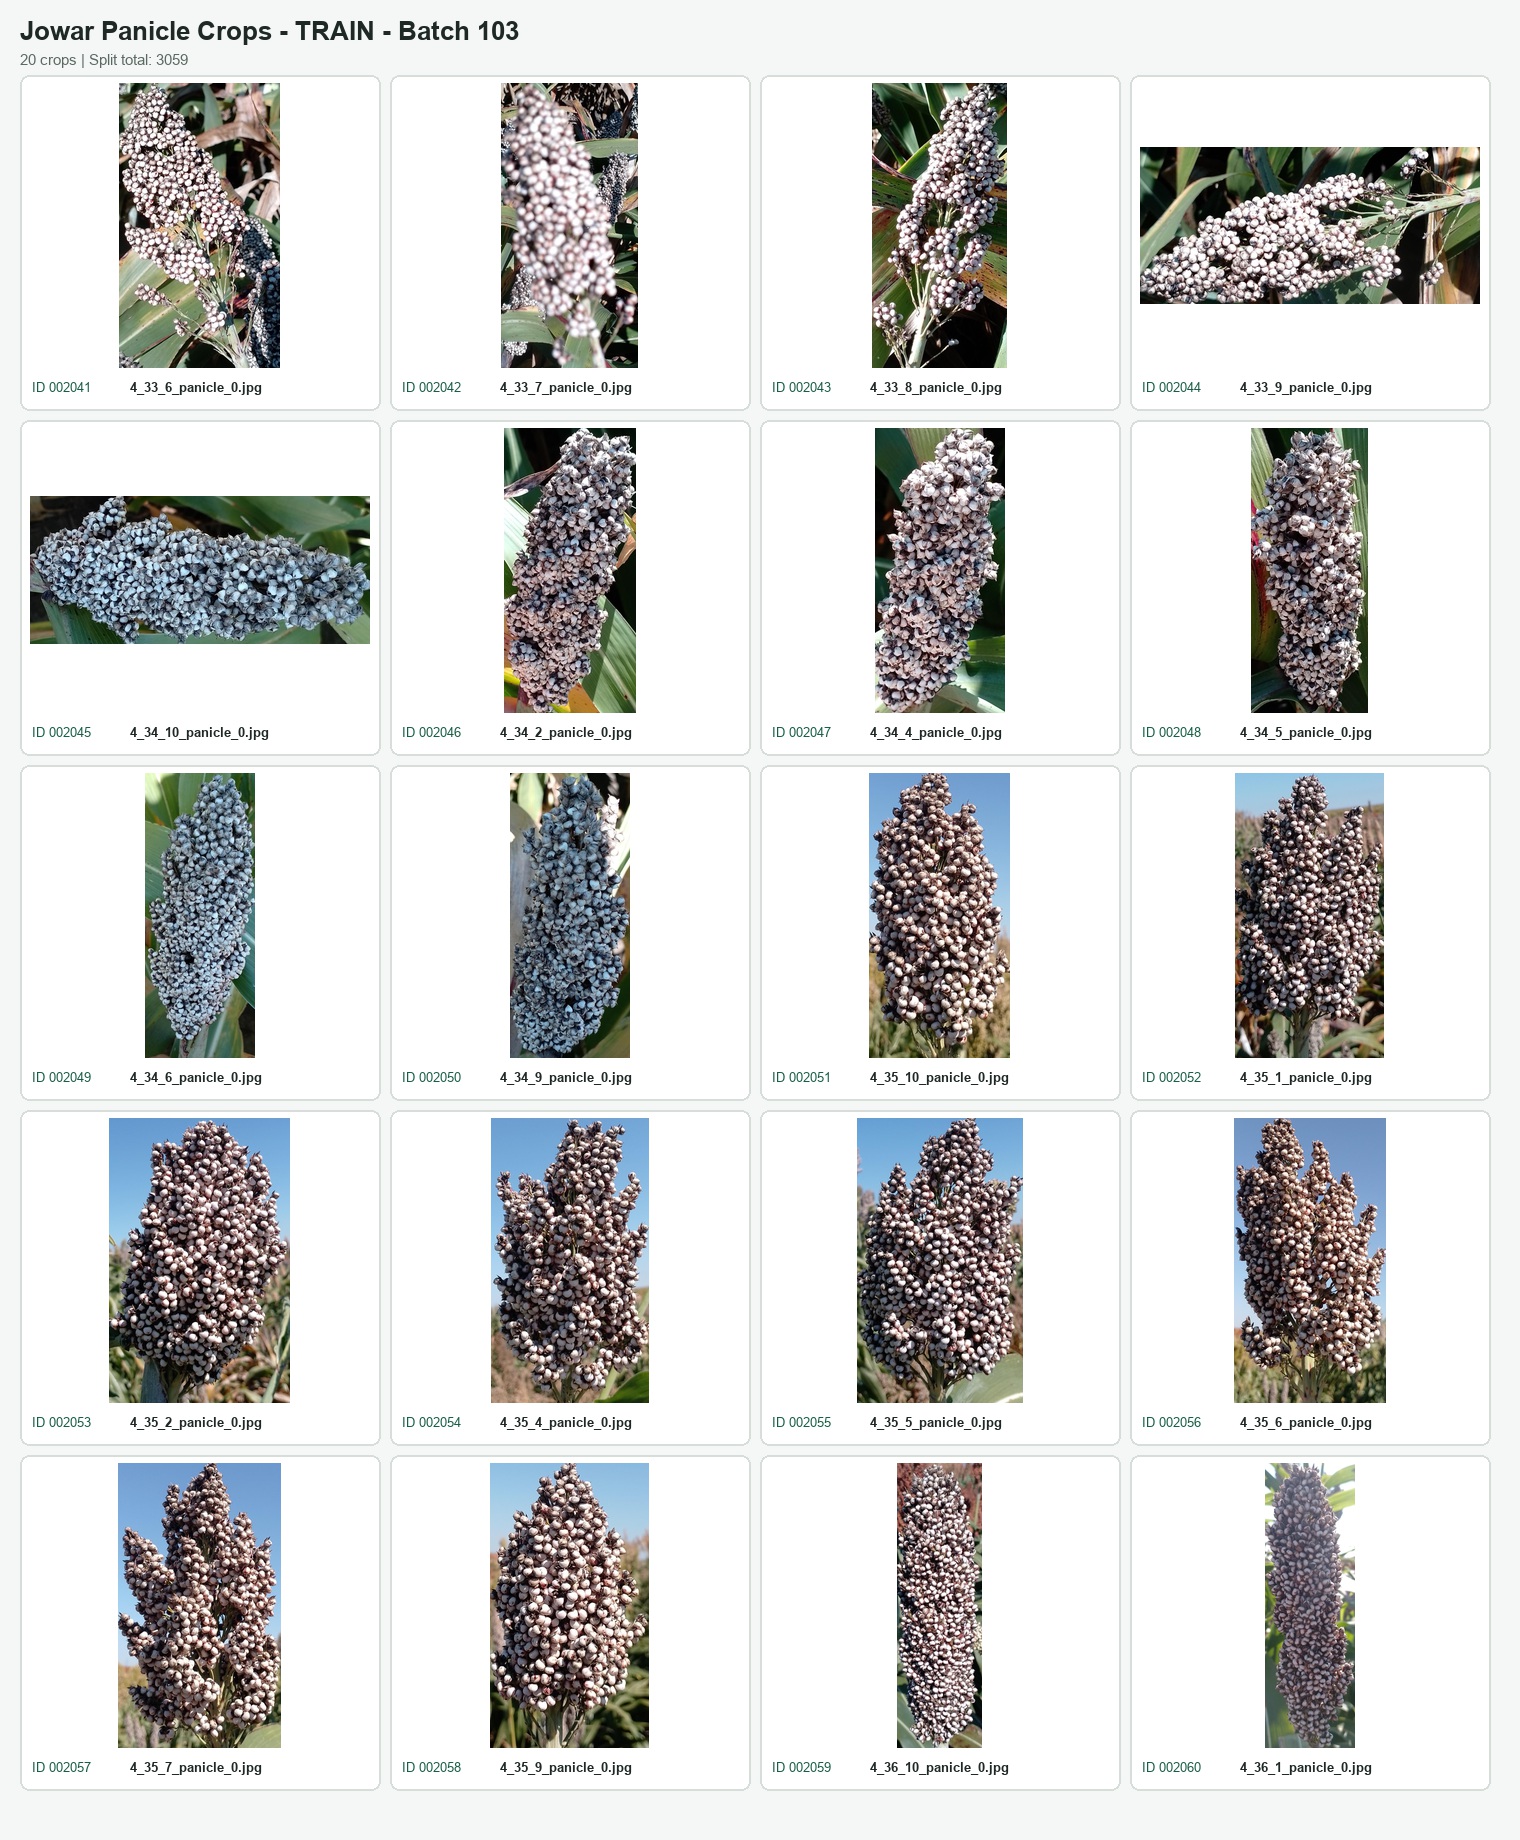 Jowar Panicle Crops - TRAIN - Batch 103
20 crops | Split total: 3059
ID 002041 4_33_6_panicle_0.jpg
ID 002042 4_33_7_panicle_0.jpg
ID 002043 4_33_8_panicle_0.jpg
ID 002044 4_33_9_panicle_0.jpg
ID 002045 4_34_10_panicle_0.jpg
ID 002046 4_34_2_panicle_0.jpg
ID 002047 4_34_4_panicle_0.jpg
ID 002048 4_34_5_panicle_0.jpg
ID 002049 4_34_6_panicle_0.jpg
ID 002050 4_34_9_panicle_0.jpg
ID 002051 4_35_10_panicle_0.jpg
ID 002052 4_35_1_panicle_0.jpg
ID 002053 4_35_2_panicle_0.jpg
ID 002054 4_35_4_panicle_0.jpg
ID 002055 4_35_5_panicle_0.jpg
ID 002056 4_35_6_panicle_0.jpg
ID 002057 4_35_7_panicle_0.jpg
ID 002058 4_35_9_panicle_0.jpg
ID 002059 4_36_10_panicle_0.jpg
ID 002060 4_36_1_panicle_0.jpg